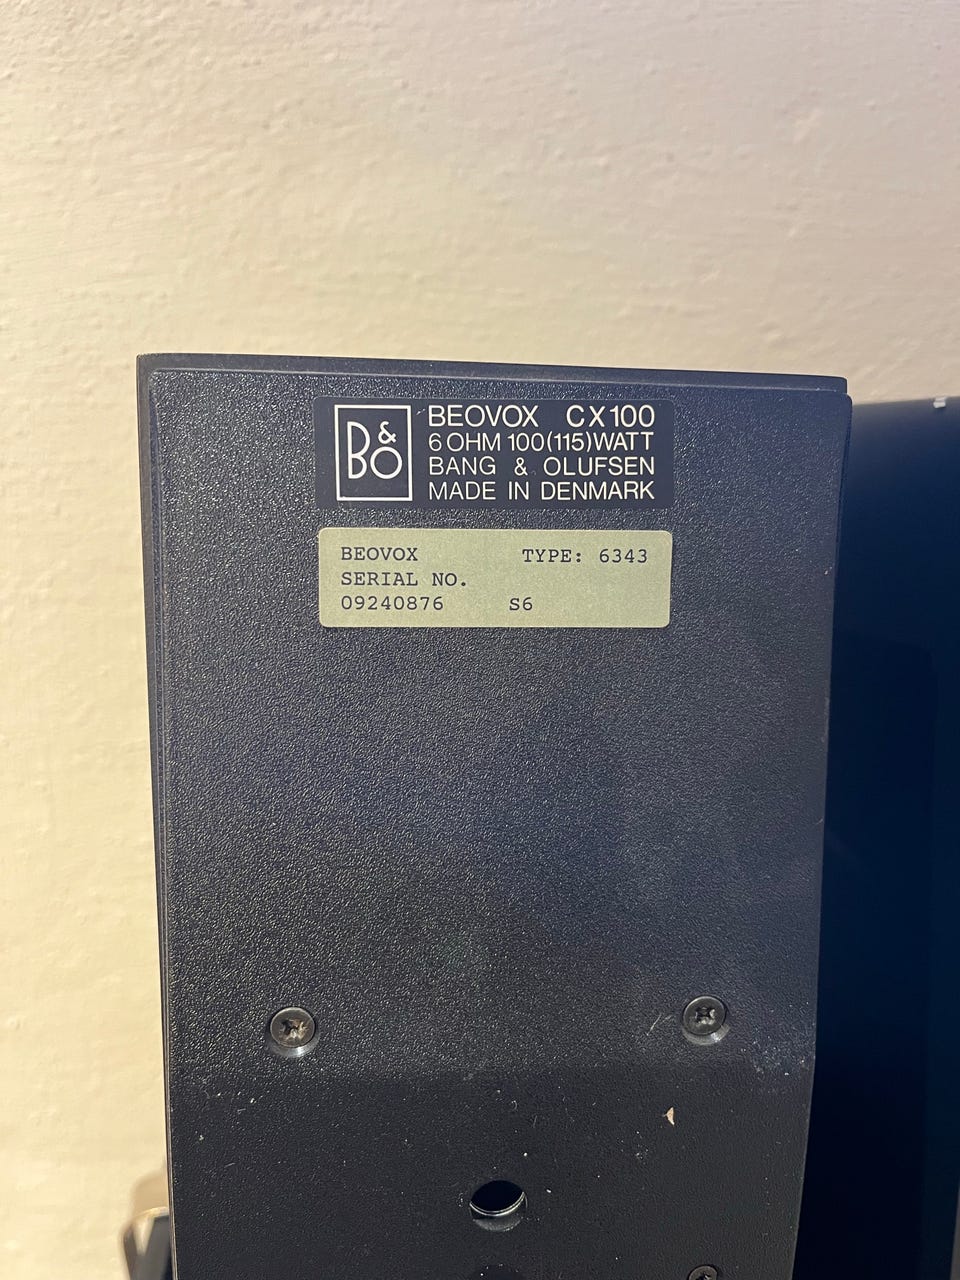 B&O
BEOVOX CX100
6 OHM 100(115)WATT
BANG & OLUFSEN
MADE IN DENMARK
BEOVOX TYPE: 6343
SERIAL NO.
09240876 S6